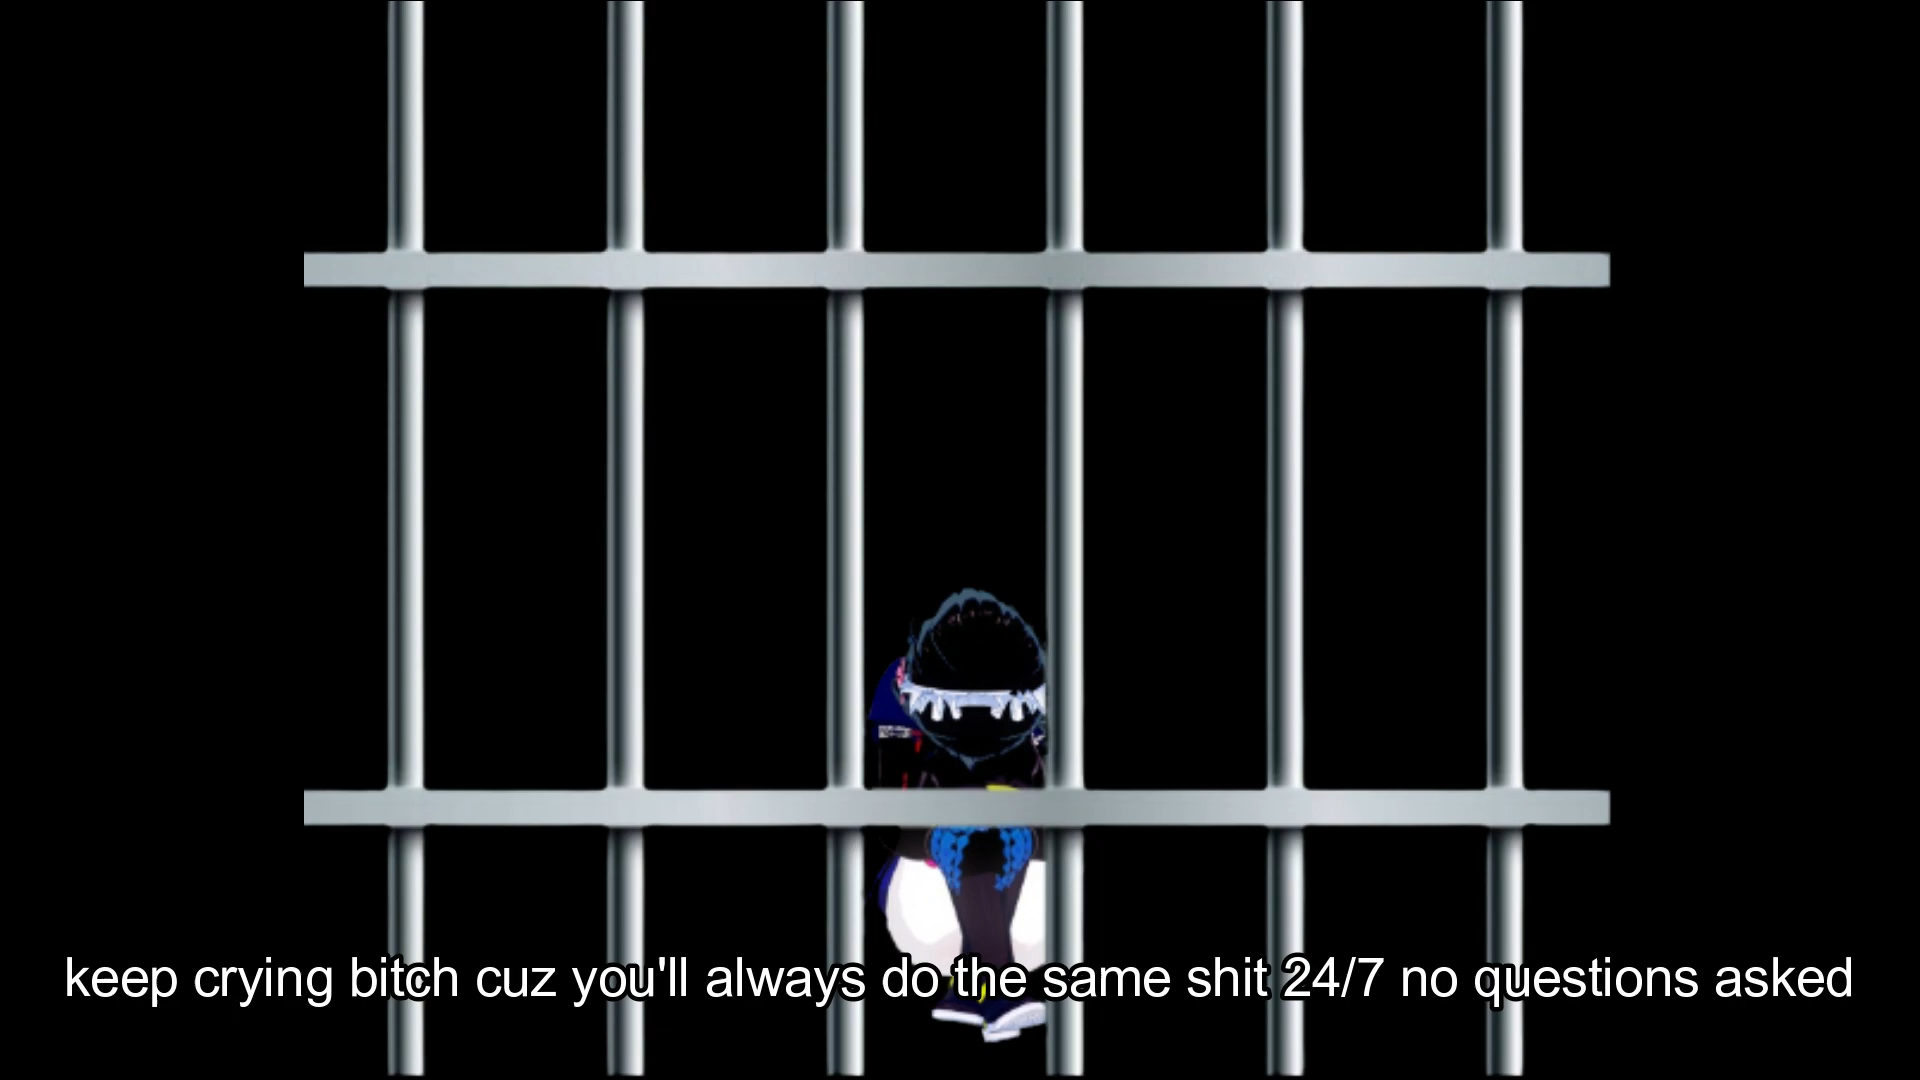 keep crying bitch cuz you'll always do the same shit 24/7 no questions asked